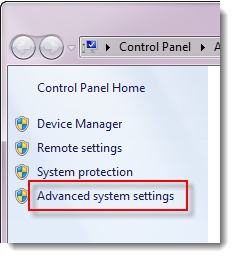 Control Panel
Control Panel Home
Device Manager
Remote settings
System protection
Advanced system settings